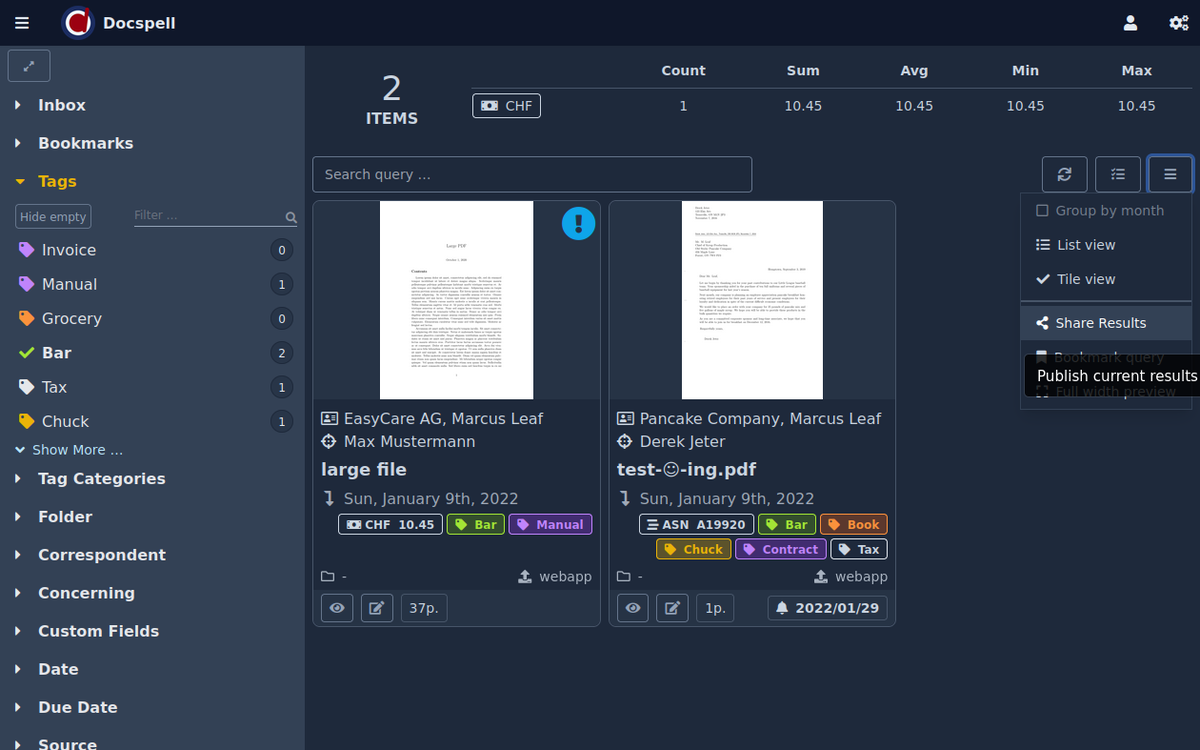 Docspell
Inbox
Bookmarks
Tags
Hide empty
Filter ...
Invoice 0
Manual 1
Grocery 0
Bar 2
Tax 1
Chuck 1
Show More ...
Tag Categories
Folder
Correspondent
Concerning
Custom Fields
Date
Due Date
Source
2
ITEMS
Count Sum Avg Min Max
CHF 1 10.45 10.45 10.45 10.45
Search query ...
Group by month
List view
Tile view
Share Results
Bookmark query
Publish current results
Full width preview
Large PDF
Contents
EasyCare AG, Marcus Leaf
Max Mustermann
large file
Sun, January 9th, 2022
CHF 10.45 Bar Manual
- webapp
37p.
Pancake Company, Marcus Leaf
Derek Jeter
test-☺-ing.pdf
Sun, January 9th, 2022
ASN A19920 Bar Book
Chuck Contract Tax
- webapp
1p. 2022/01/29